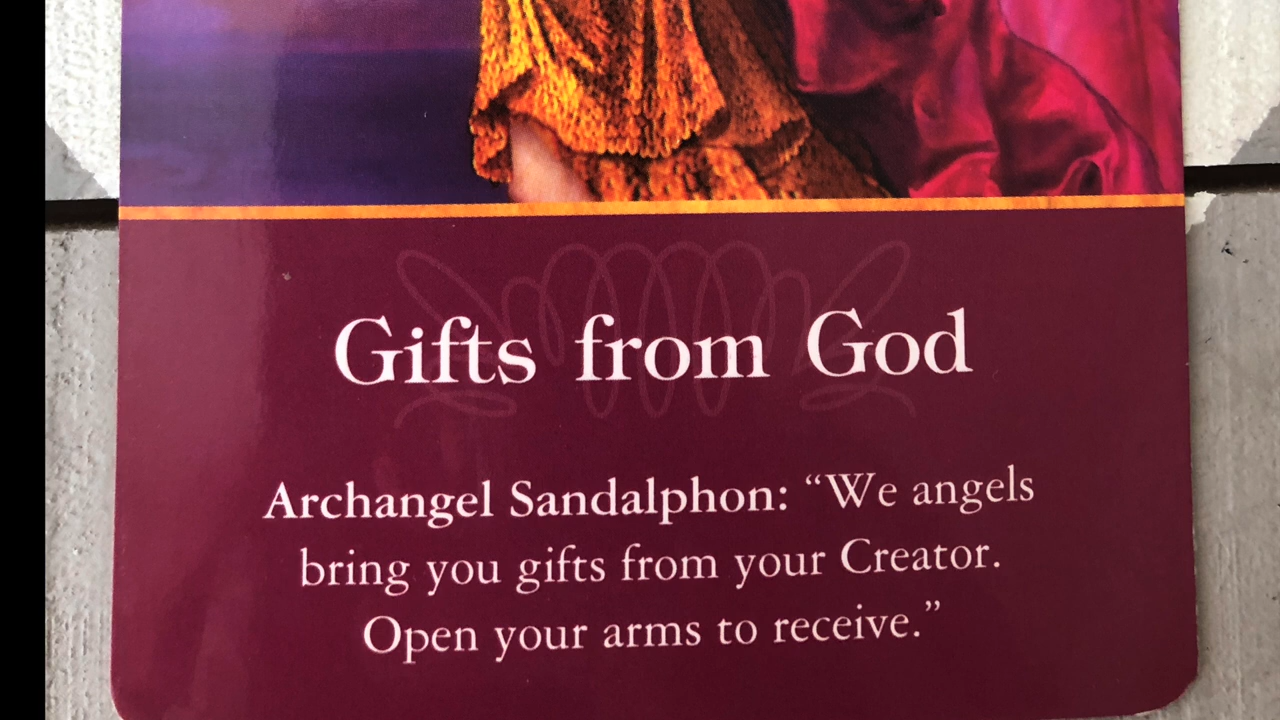 Gifts from God
Archangel Sandalphon: “We angels
bring you gifts from your Creator.
Open your arms to receive.”